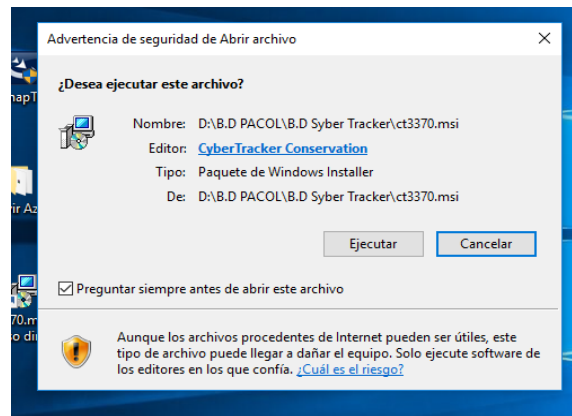 Advertencia de seguridad de Abrir archivo
¿Desea ejecutar este archivo?
Nombre: D:\B.D PACOL\B.D Syber Tracker\ct3370.msi
Editor: CyberTracker Conservation
Tipo: Paquete de Windows Installer
De: D:\B.D PACOL\B.D Syber Tracker\ct3370.msi
Ejecutar Cancelar
Preguntar siempre antes de abrir este archivo
Aunque los archivos procedentes de Internet pueden ser útiles, este
tipo de archivo puede llegar a dañar el equipo. Solo ejecute software de
los editores en los que confía. ¿Cuál es el riesgo?